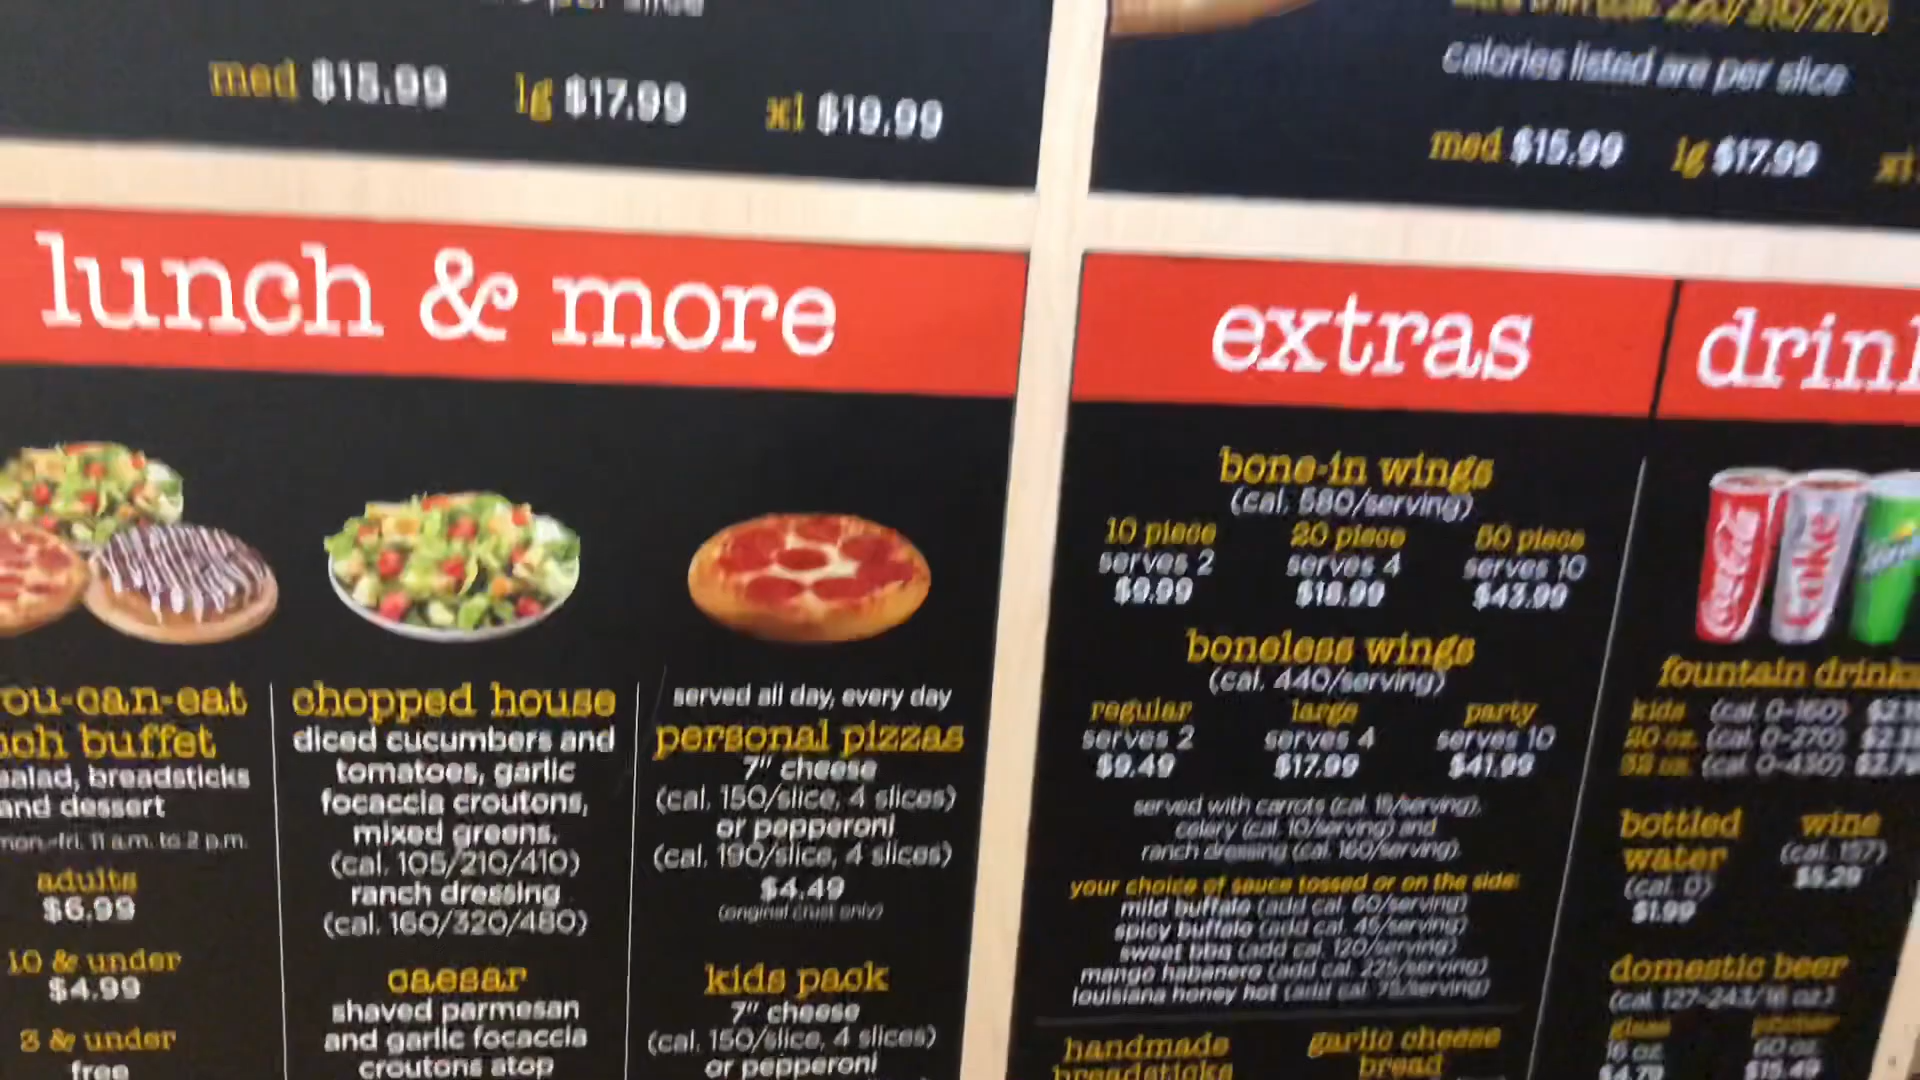 per slice
med $15.99 lg $17.99 xl $19.99
calories listed are per slice
med $15.99 lg $17.99
lunch & more
ou-can-eat
buffet
salad, breadsticks
and dessert
mon.-fri. 11 a.m. to 2 p.m.
adults
$6.99
10 & under
$4.99
3 & under
free
chopped house
diced cucumbers and
tomatoes, garlic
focaccia croutons,
mixed greens.
(cal. 105/210/410)
ranch dressing
(cal. 160/320/480)
caesar
shaved parmesan
and garlic focaccia
croutons atop
served all day, every day
personal pizzas
7" cheese
(cal. 150/slice, 4 slices)
or pepperoni
(cal. 190/slice, 4 slices)
$4.49
(original crust only)
kids pack
7" cheese
(cal. 150/slice, 4 slices)
or pepperoni
extras
bone-in wings
(cal. 580/serving)
10 piece 20 piece 50 piece
serves 2 serves 4 serves 10
$9.99 $18.99 $43.99
boneless wings
(cal. 440/serving)
regular large party
serves 2 serves 4 serves 10
$9.49 $17.99 $41.99
served with carrots (cal. 15/serving),
celery (cal. 10/serving) and
ranch dressing (cal. 160/serving).
your choice of sauce tossed or on the side:
mild buffalo (add cal. 60/serving)
spicy buffalo (add cal. 45/serving)
sweet bbq (add cal. 120/serving)
mango habanero (add cal. 225/serving)
louisiana honey hot (add cal. 75/serving)
handmade
breadsticks
garlic cheese
bread
drink
Coca-Cola
Coke
Sprite
fountain drinks
kids (cal. 0-160)
20 oz. (cal. 0-270)
32 oz. (cal. 0-430)
bottled
water
(cal. 0)
$1.99
wine
(cal. 157)
$5.29
domestic beer
(cal. 127-243/16 oz.)
glass pitcher
16 oz. 60 oz.
$4.79 $15.49